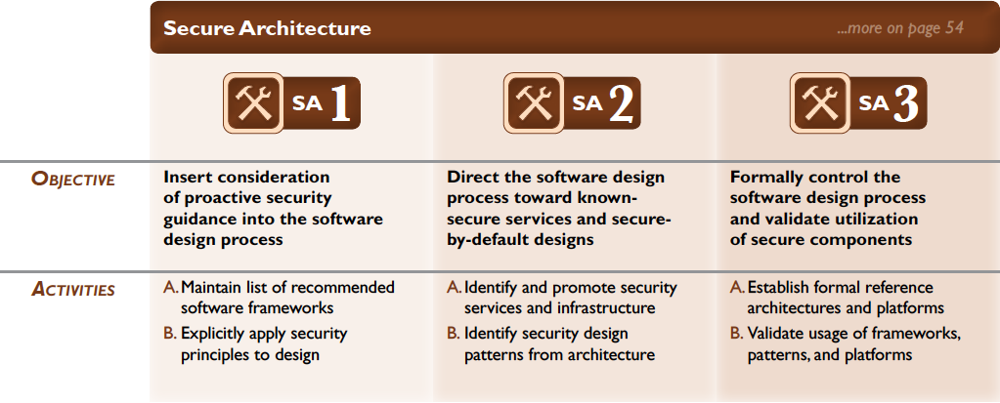 Secure Architecture
...more on page 54
SA 1
SA 2
SA 3
OBJECTIVE
Insert consideration
of proactive security
guidance into the software
design process
Direct the software design
process toward known-
secure services and secure-
by-default designs
Formally control the
software design process
and validate utilization
of secure components
ACTIVITIES
A. Maintain list of recommended
software frameworks
B. Explicitly apply security
principles to design
A. Identify and promote security
services and infrastructure
B. Identify security design
patterns from architecture
A. Establish formal reference
architectures and platforms
B. Validate usage of frameworks,
patterns, and platforms